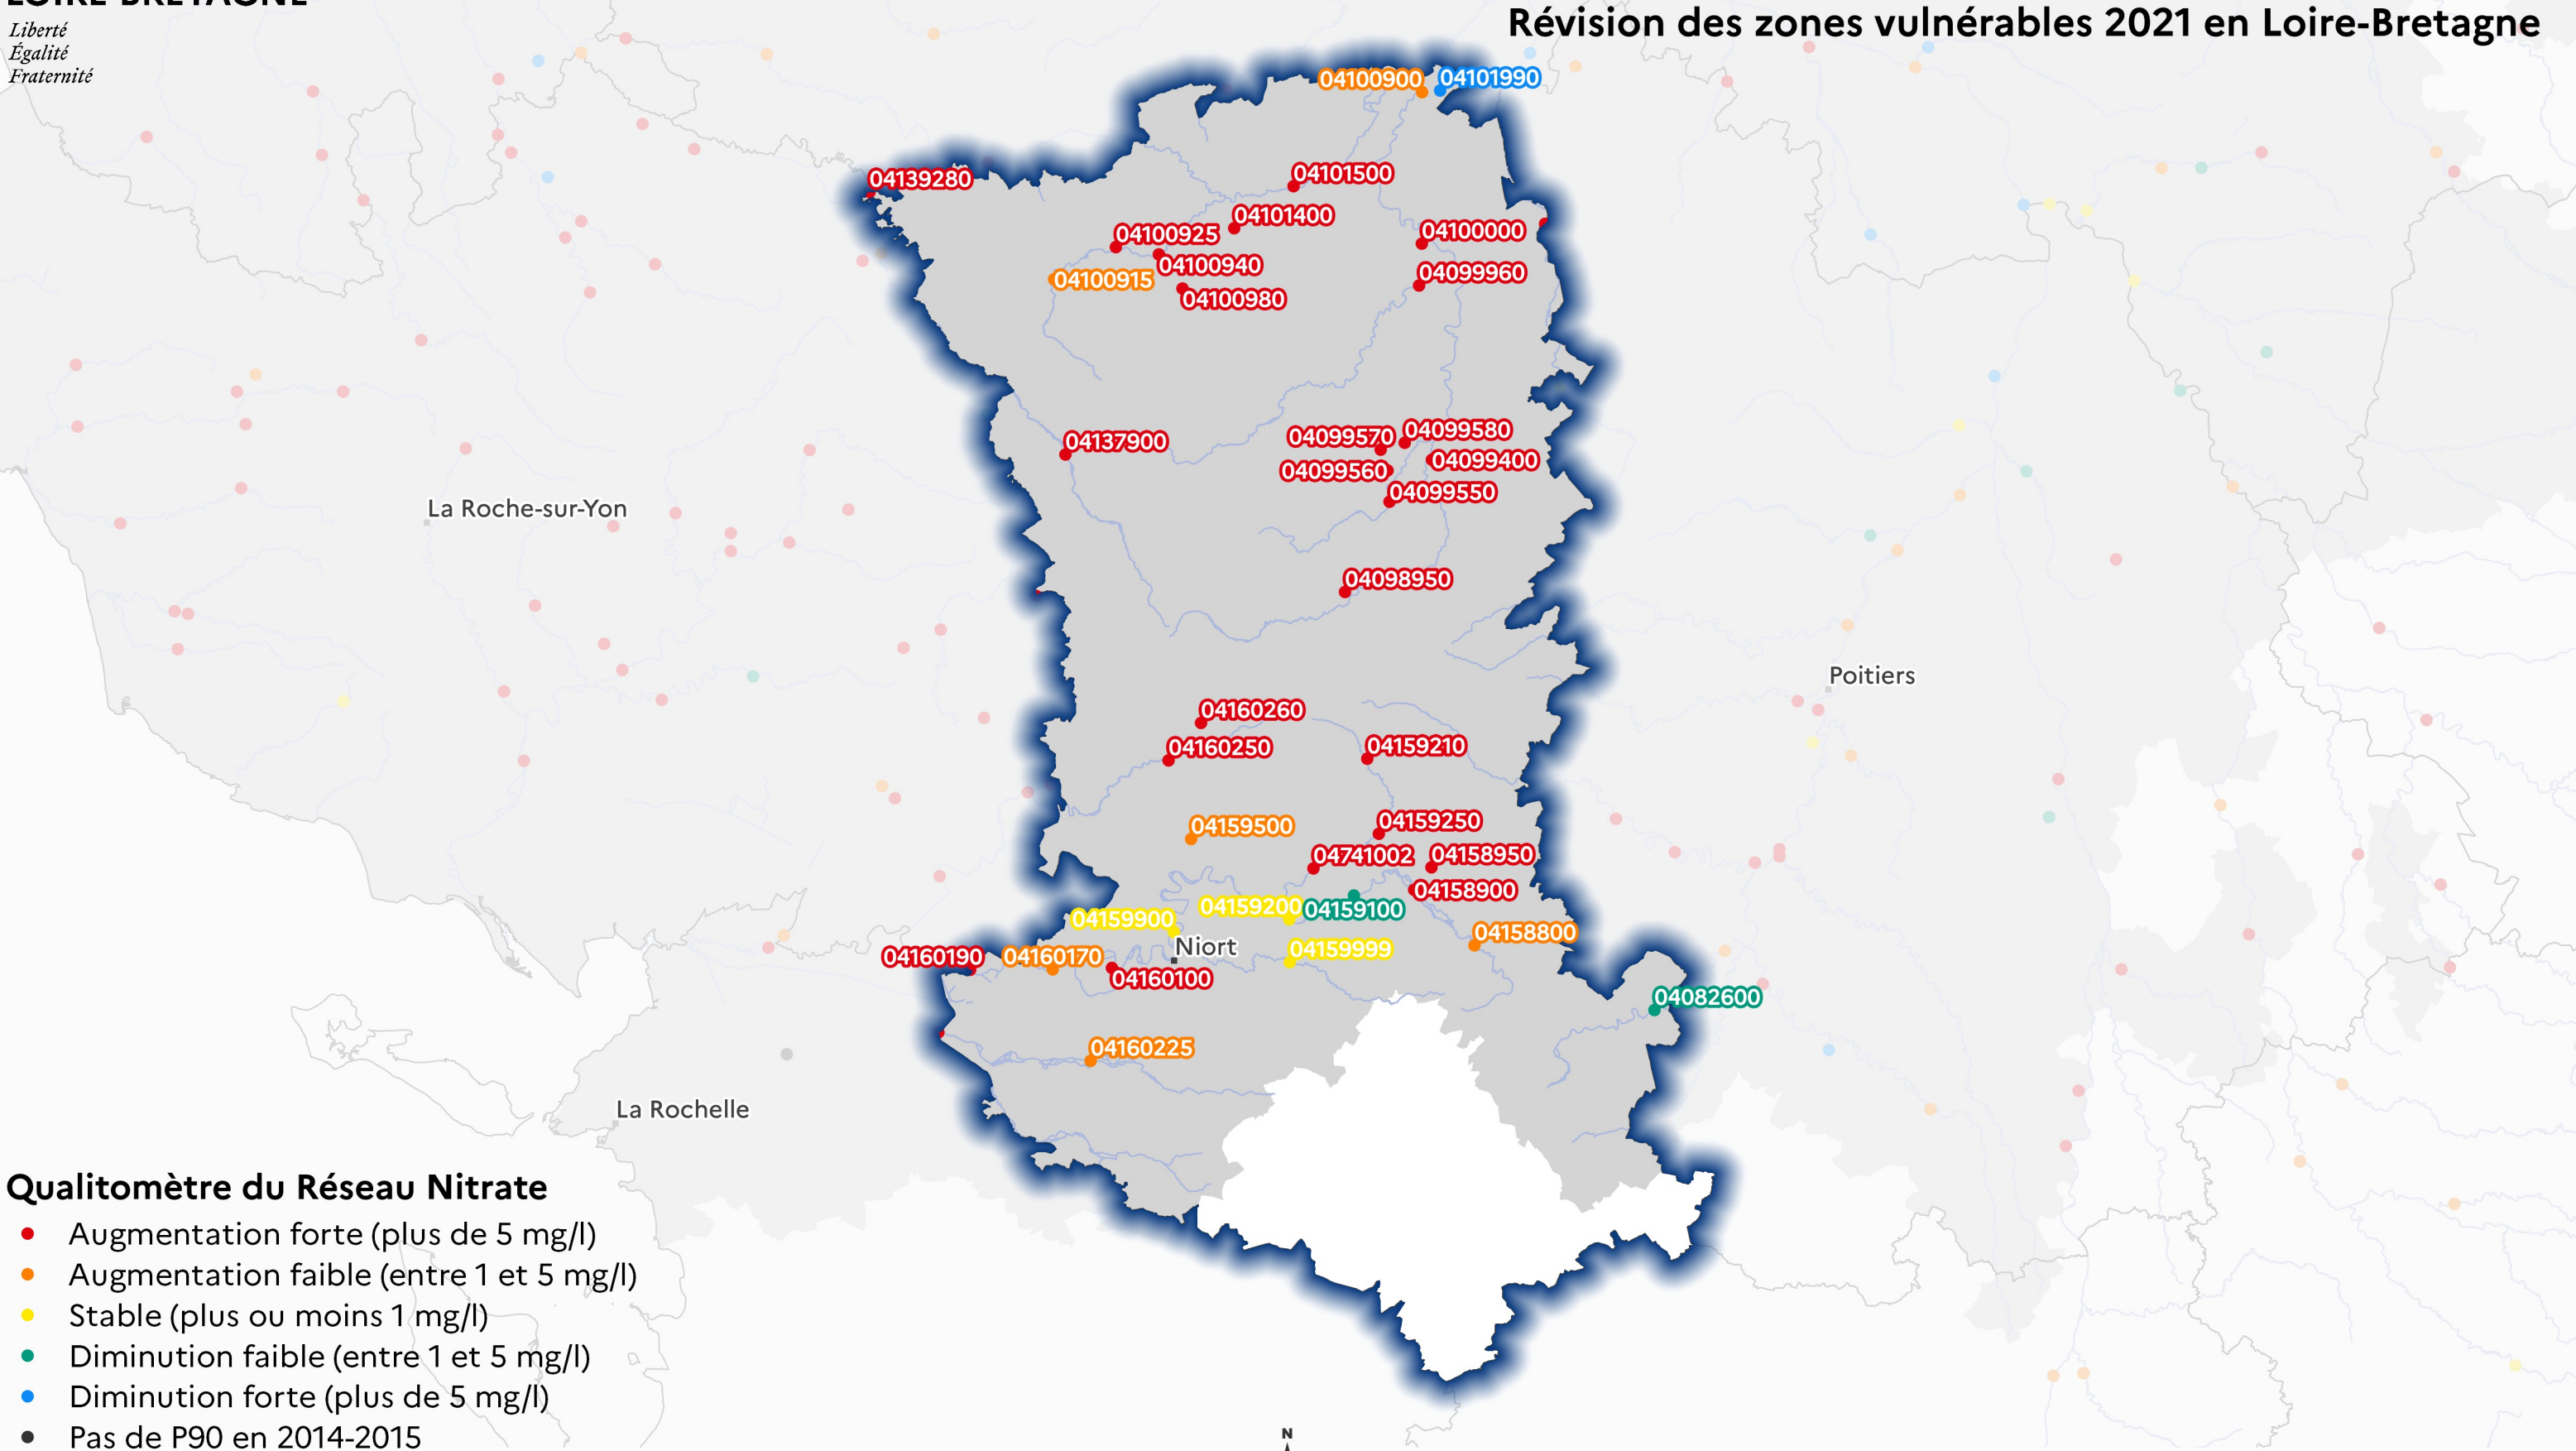 LOIRE-BRETAGNE
Liberté
Égalité
Fraternité
Révision des zones vulnérables 2021 en Loire-Bretagne
04100900
04101990
04139280
04101500
04101400
04100925
04100000
04100940
04099960
04100915
04100980
04099580
04099570
04137900
04099400
04099560
04099550
La Roche-sur-Yon
04098950
Poitiers
04160260
04160250
04159210
04159250
04159500
04741002
04158950
04158900
04159200
04159100
04159900
04158800
Niort
04159999
04160190
04160170
04160100
04082600
04160225
La Rochelle
Qualitomètre du Réseau Nitrate
Augmentation forte (plus de 5 mg/l)
Augmentation faible (entre 1 et 5 mg/l)
Stable (plus ou moins 1 mg/l)
Diminution faible (entre 1 et 5 mg/l)
Diminution forte (plus de 5 mg/l)
Pas de P90 en 2014-2015
N